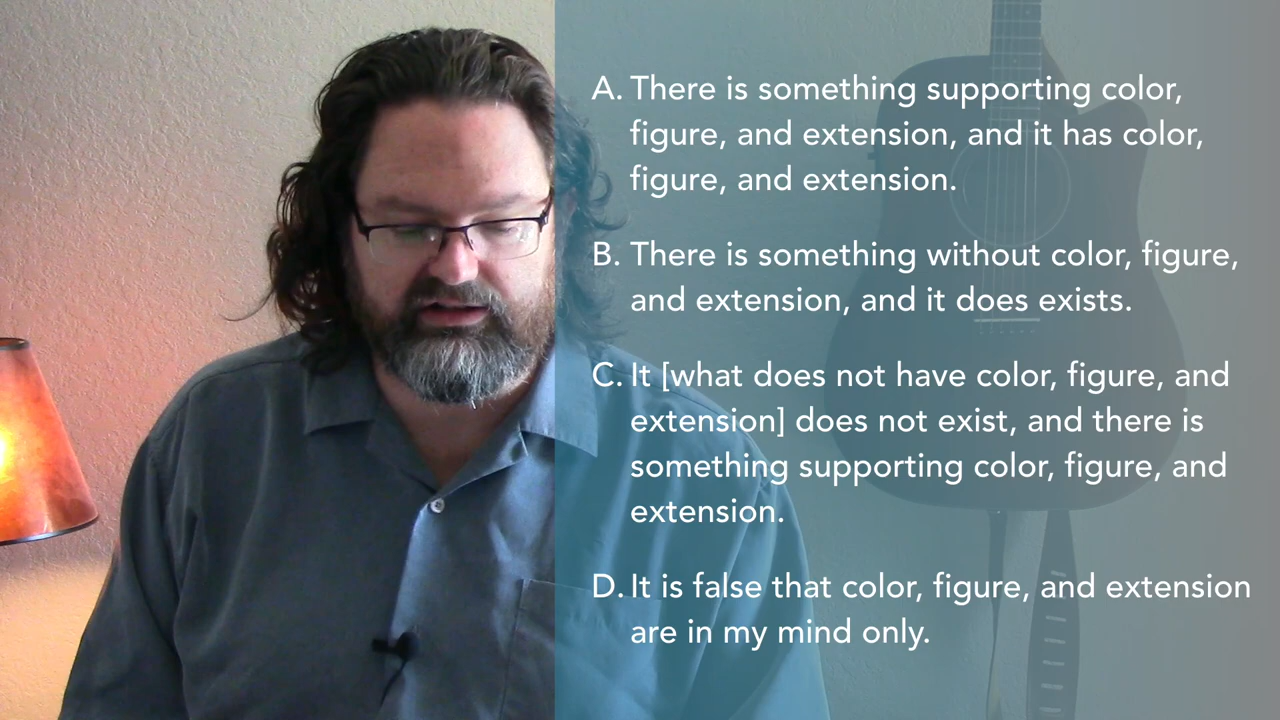 A. There is something supporting color,
figure, and extension, and it has color,
figure, and extension.
B. There is something without color, figure,
and extension, and it does exists.
C. It [what does not have color, figure, and
extension] does not exist, and there is
something supporting color, figure, and
extension.
D. It is false that color, figure, and extension
are in my mind only.